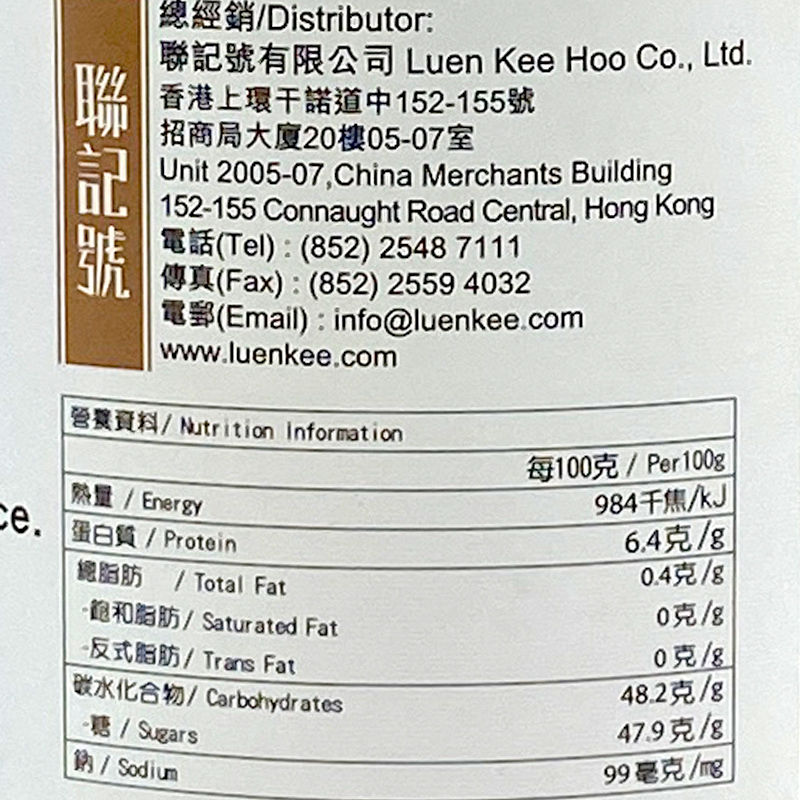 聯記號
總經銷/Distributor:
聯記號有限公司 Luen Kee Hoo Co., Ltd.
香港上環干諾道中152-155號
招商局大廈20樓05-07室
Unit 2005-07,China Merchants Building
152-155 Connaught Road Central, Hong Kong
電話(Tel) : (852) 2548 7111
傳真(Fax) : (852) 2559 4032
電郵(Email) : info@luenkee.com
www.luenkee.com
營養資料/ Nutrition Information
每100克 / Per100g
熱量 / Energy 984千焦/kJ
ce.
蛋白質 / Protein 6.4克/g
總脂肪 / Total Fat 0.4克/g
-飽和脂肪/ Saturated Fat 0克/g
-反式脂肪/ Trans Fat 0克/g
碳水化合物/ Carbohydrates 48.2克/g
-糖 / Sugars 47.9克/g
鈉 / Sodium 99毫克/mg